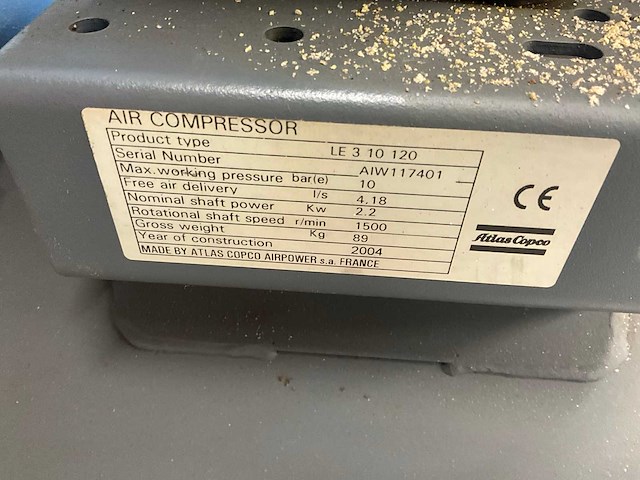 AIR COMPRESSOR
Product type LE 3 10 120
Serial Number AIW117401
Max.working pressure bar(e) 10
Free air delivery l/s 4,18
Nominal shaft power Kw 2.2
Rotational shaft speed r/min 1500
Gross weight Kg 89
Year of construction 2004
MADE BY ATLAS COPCO AIRPOWER s.a. FRANCE
CE
Atlas Copco